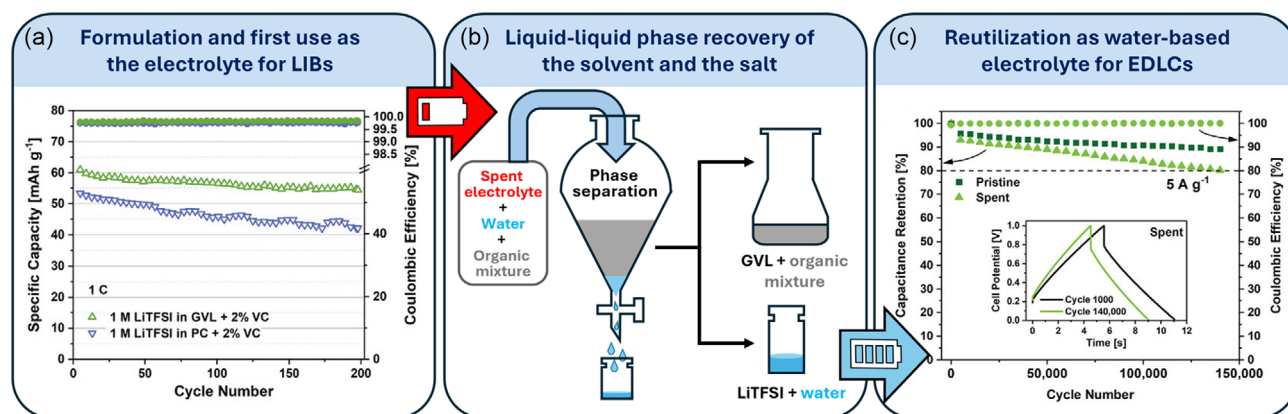 (a)
Formulation and first use as
the electrolyte for LIBs
Specific Capacity [mAh g⁻¹]
80
70
60
50
40
30
20
10
0
1 C
1 M LiTFSI in GVL + 2% VC
1 M LiTFSI in PC + 2% VC
0 50 100 150 200
Cycle Number
100.0
99.5
99.0
98.5
40
20
0
Coulombic Efficiency [%]
(b)
Liquid-liquid phase recovery of
the solvent and the salt
Spent
electrolyte
+
Water
+
Organic
mixture
Phase
separation
GVL + organic
mixture
LiTFSI + water
(c)
Reutilization as water-based
electrolyte for EDLCs
Capacitance Retention [%]
100
90
80
70
60
50
40
30
20
10
0
Pristine
Spent
5 A g⁻¹
Spent
Cell Potential [V]
1.0
0.8
0.6
0.4
0.2
0.0
Cycle 1000
Cycle 140,000
0 2 4 6 8 10 12
Time [s]
0 50,000 100,000 150,000
Cycle Number
100
90
80
70
60
50
40
30
20
10
0
Coulombic Efficiency [%]